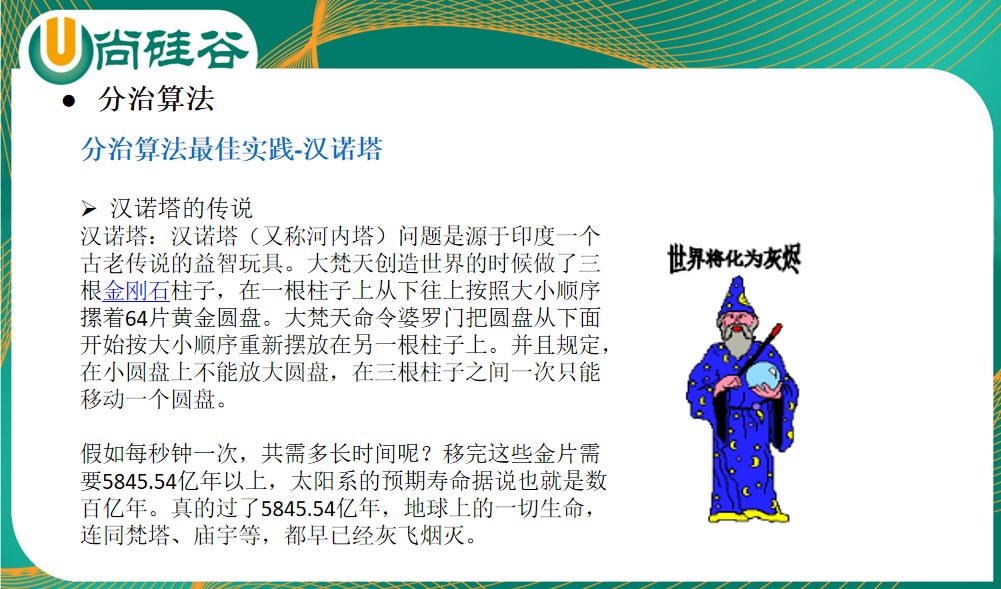 尚硅谷
● 分治算法
分治算法最佳实践-汉诺塔
➢ 汉诺塔的传说
汉诺塔：汉诺塔（又称河内塔）问题是源于印度一个
古老传说的益智玩具。大梵天创造世界的时候做了三
根金刚石柱子，在一根柱子上从下往上按照大小顺序
摞着64片黄金圆盘。大梵天命令婆罗门把圆盘从下面
开始按大小顺序重新摆放在另一根柱子上。并且规定，
在小圆盘上不能放大圆盘，在三根柱子之间一次只能
移动一个圆盘。
假如每秒钟一次，共需多长时间呢？移完这些金片需
要5845.54亿年以上，太阳系的预期寿命据说也就是数
百亿年。真的过了5845.54亿年，地球上的一切生命，
连同梵塔、庙宇等，都早已经灰飞烟灭。
世界将化为灰烬